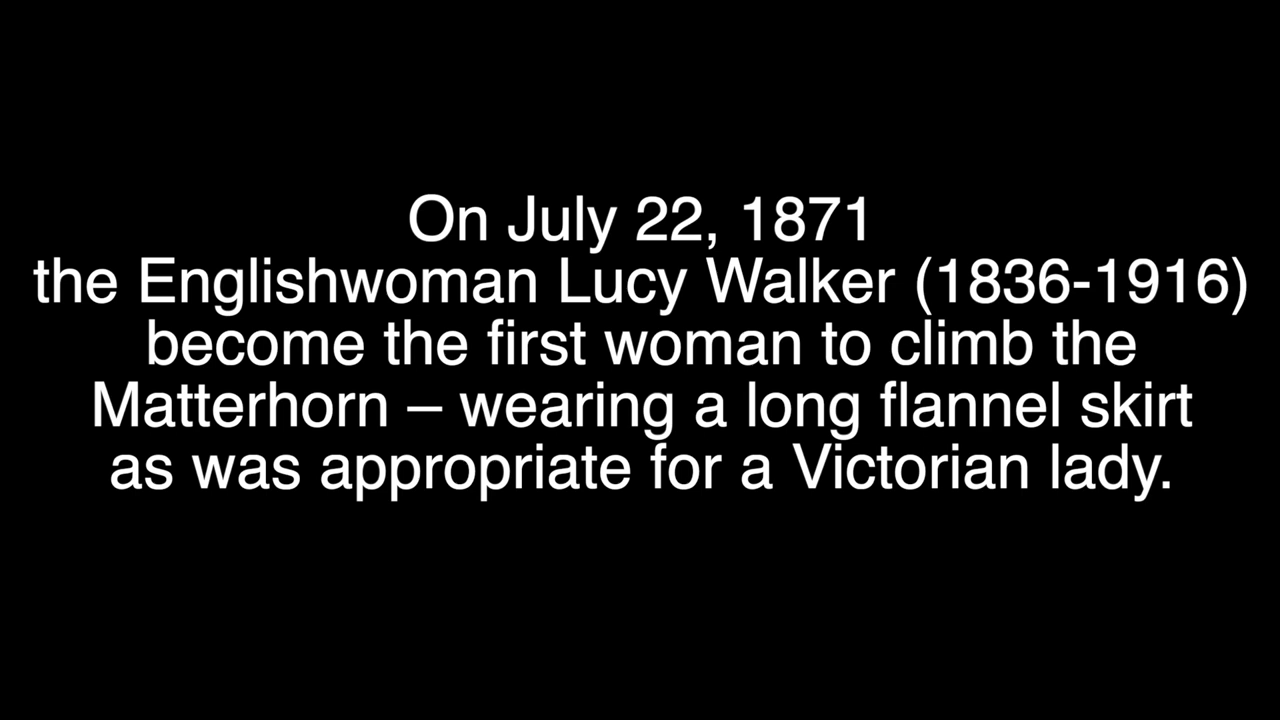 On July 22, 1871
the Englishwoman Lucy Walker (1836-1916)
become the first woman to climb the
Matterhorn – wearing a long flannel skirt
as was appropriate for a Victorian lady.